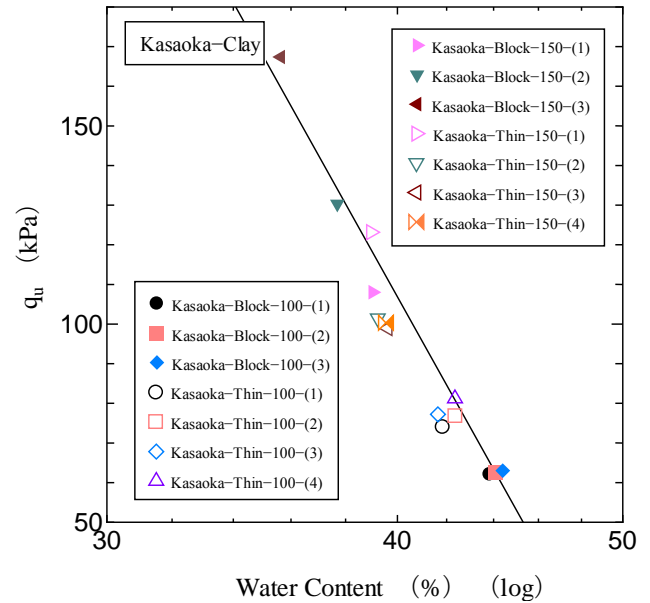 Kasaoka−Clay
Kasaoka−Block−150−(1)
Kasaoka−Block−150−(2)
Kasaoka−Block−150−(3)
Kasaoka−Thin−150−(1)
Kasaoka−Thin−150−(2)
Kasaoka−Thin−150−(3)
Kasaoka−Thin−150−(4)
150
100
50
qu （kPa）
Kasaoka−Block−100−(1)
Kasaoka−Block−100−(2)
Kasaoka−Block−100−(3)
Kasaoka−Thin−100−(1)
Kasaoka−Thin−100−(2)
Kasaoka−Thin−100−(3)
Kasaoka−Thin−100−(4)
30 40 50
Water Content （%） (log)